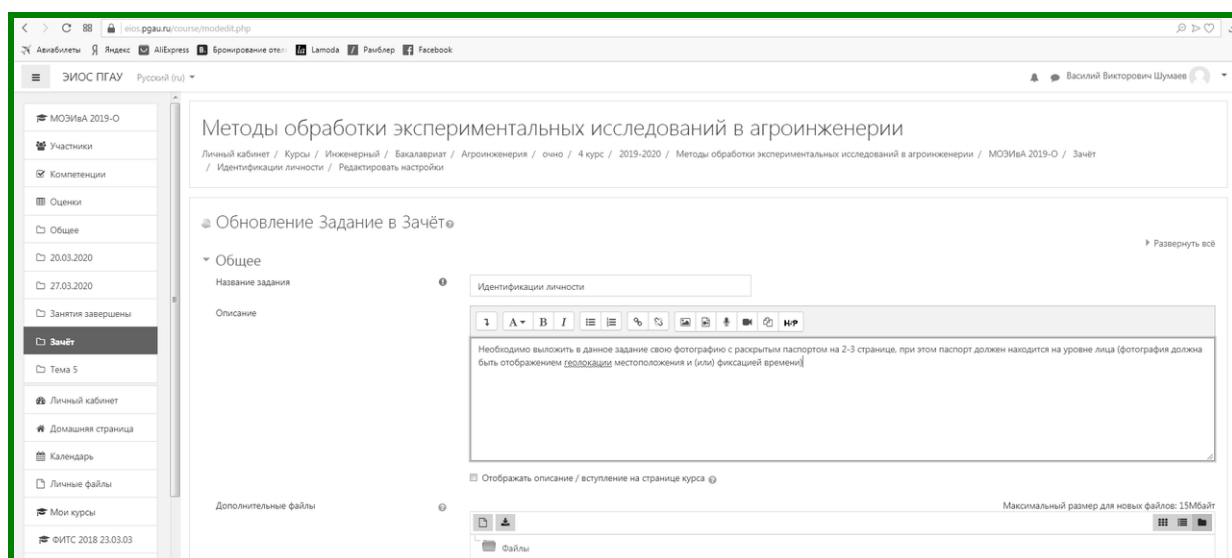 88 eios.pgau.ru/course/modedit.php
Авиабилеты Яндекс AliExpress Бронирование отел Lamoda Рамблер Facebook
ЭИОС ПГАУ Русский (ru) Василий Викторович Шумаев
МОЭИвА 2019-О
Участники
Компетенции
Оценки
Общее
20.03.2020
27.03.2020
Занятия завершены
Зачёт
Тема 5
Личный кабинет
Домашняя страница
Календарь
Личные файлы
Мои курсы
ФИТС 2018 23.03.03
Методы обработки экспериментальных исследований в агроинженерии
Личный кабинет / Курсы / Инженерный / Бакалавриат / Агроинженерия / очно / 4 курс / 2019-2020 / Методы обработки экспериментальных исследований в агроинженерии / МОЭИвА 2019-О / Зачёт
/ Идентификации личности / Редактировать настройки
Обновление Задание в Зачёт
Развернуть всё
Общее
Название задания Идентификации личности
Описание
Необходимо выложить в данное задание свою фотографию с раскрытым паспортом на 2-3 странице, при этом паспорт должен находится на уровне лица (фотография должна
быть отображением геолокации местоположения и (или) фиксацией времени)
Отображать описание / вступление на странице курса
Дополнительные файлы Максимальный размер для новых файлов: 15Мбайт
Файлы